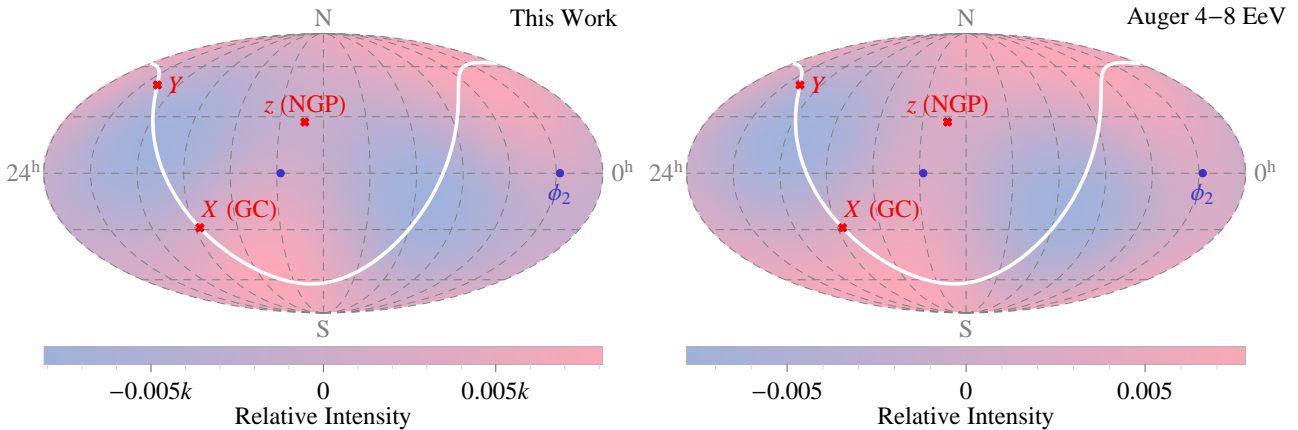 This Work
N
Y
z (NGP)
24ʰ
0ʰ
ϕ₂
X (GC)
S
−0.005k 0 0.005k
Relative Intensity
Auger 4−8 EeV
N
Y
z (NGP)
24ʰ
0ʰ
ϕ₂
X (GC)
S
−0.005 0 0.005
Relative Intensity